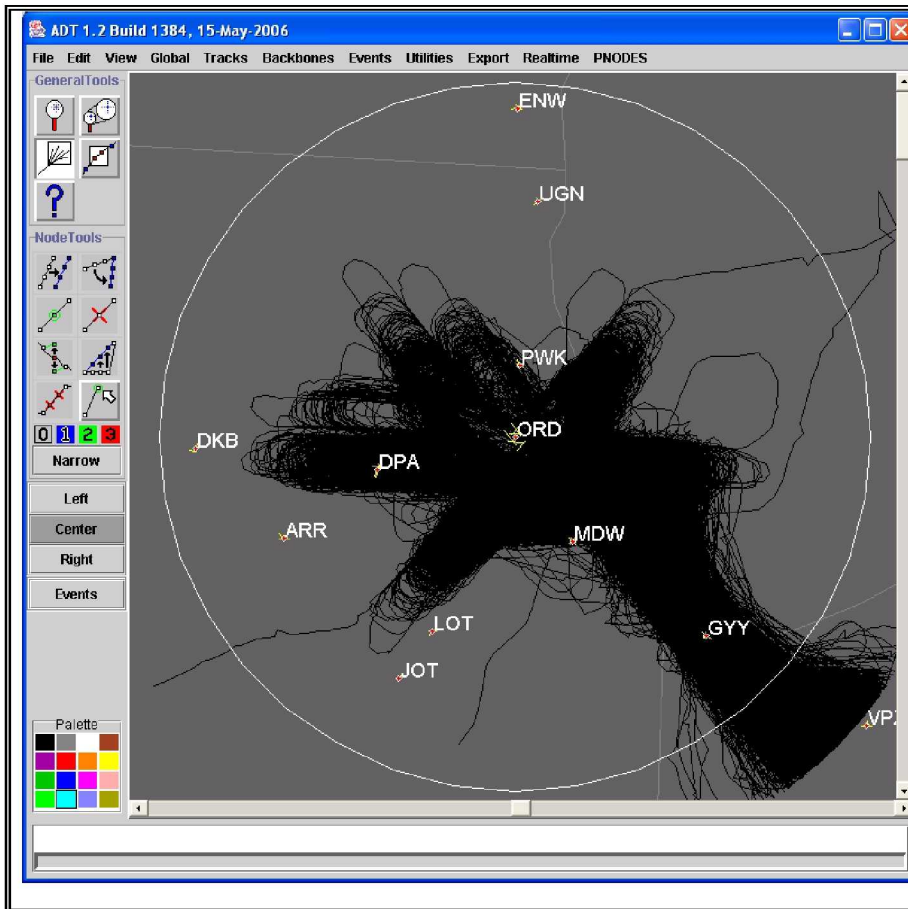 ADT 1.2 Build 1384, 15-May-2006
File Edit View Global Tracks Backbones Events Utilities Export Realtime PNODES
GeneralTools
NodeTools
0 1 2 3
Narrow
Left
Center
Right
Events
Palette
ENW
UGN
PWK
ORD
DKB
DPA
ARR
MDW
LOT
GYY
JOT
VPZ